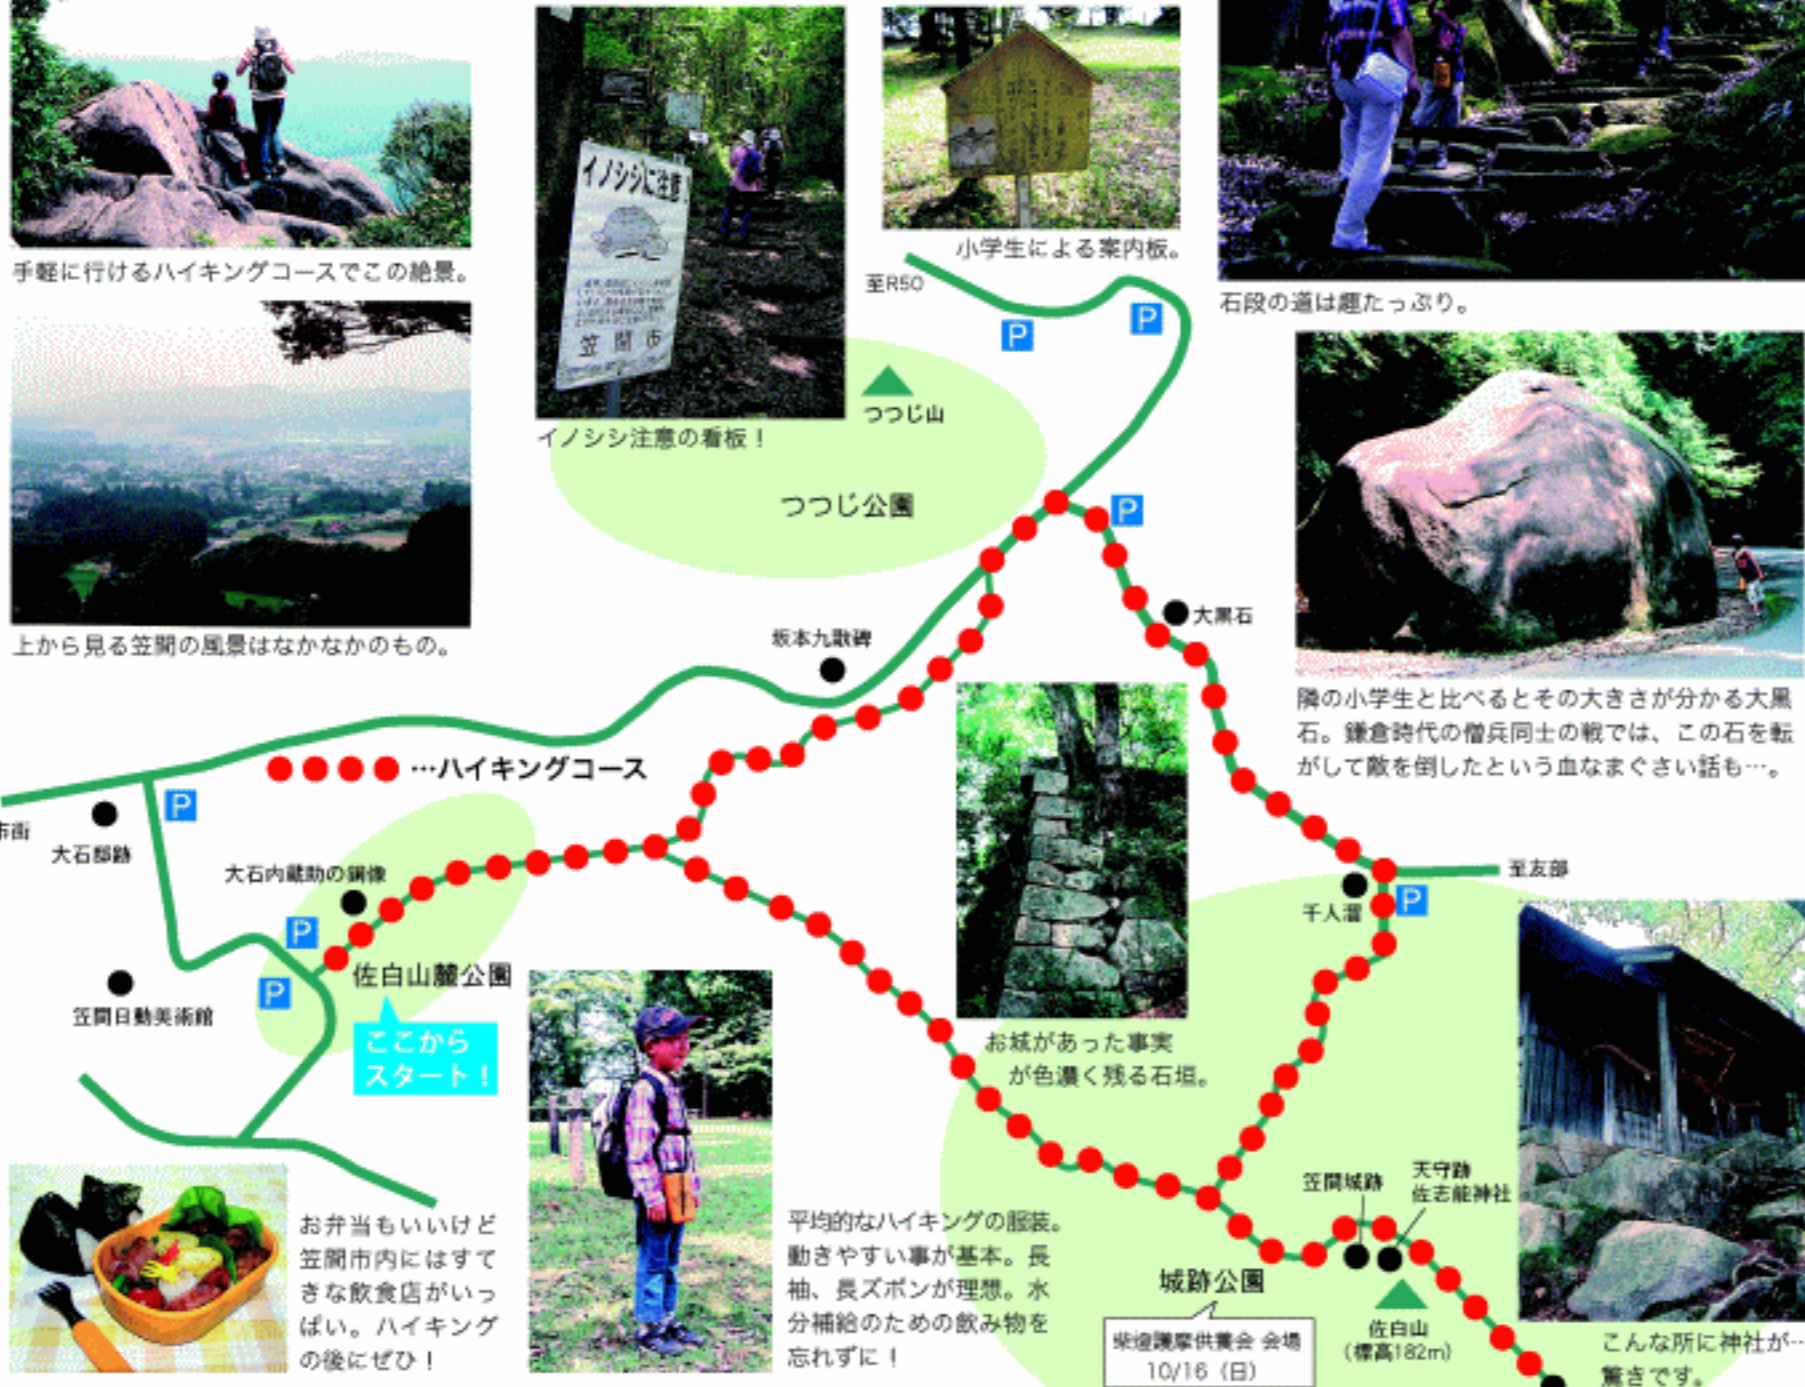 手軽に行けるハイキングコースでこの絶景。
上から見る笠間の風景はなかなかのもの。
イノシシに注意
笠間市
イノシシ注意の看板！
小学生による案内板。
至R50
P
P
石段の道は趣たっぷり。
つつじ山
つつじ公園
P
大黒石
隣の小学生と比べるとその大きさが分かる大黒
石。鎌倉時代の僧兵同士の戦では、この石を転
がして敵を倒したという血なまぐさい話も…。
坂本九歌碑
…ハイキングコース
P
市街
大石邸跡
大石内蔵助の銅像
P
P
佐白山麓公園
ここから
スタート！
笠間日動美術館
お城があった事実
が色濃く残る石垣。
至友部
千人溜
P
お弁当もいいけど
笠間市内にはすて
きな飲食店がいっ
ぱい。ハイキング
の後にぜひ！
平均的なハイキングの服装。
動きやすい事が基本。長
袖、長ズボンが理想。水
分補給のための飲み物を
忘れずに！
笠間城跡
天守跡
佐志能神社
城跡公園
柴燈護摩供養会 会場
10/16（日）
佐白山
（標高182m）
こんな所に神社が…
驚きです。